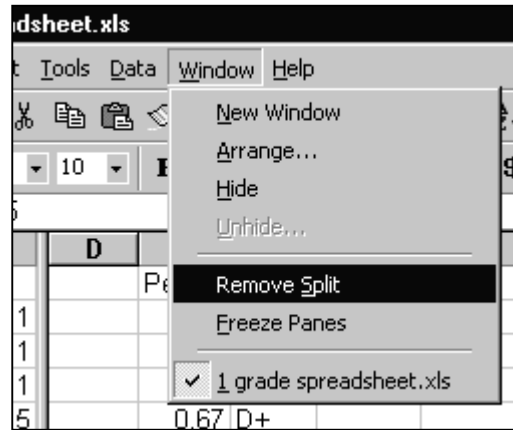 dsheet.xls
t Tools Data Window Help
New Window
10
Arrange...
Hide
Unhide...
D
Remove Split
Pe
Freeze Panes
1
1
1
1 grade spreadsheet.xls
5 0.67 D+